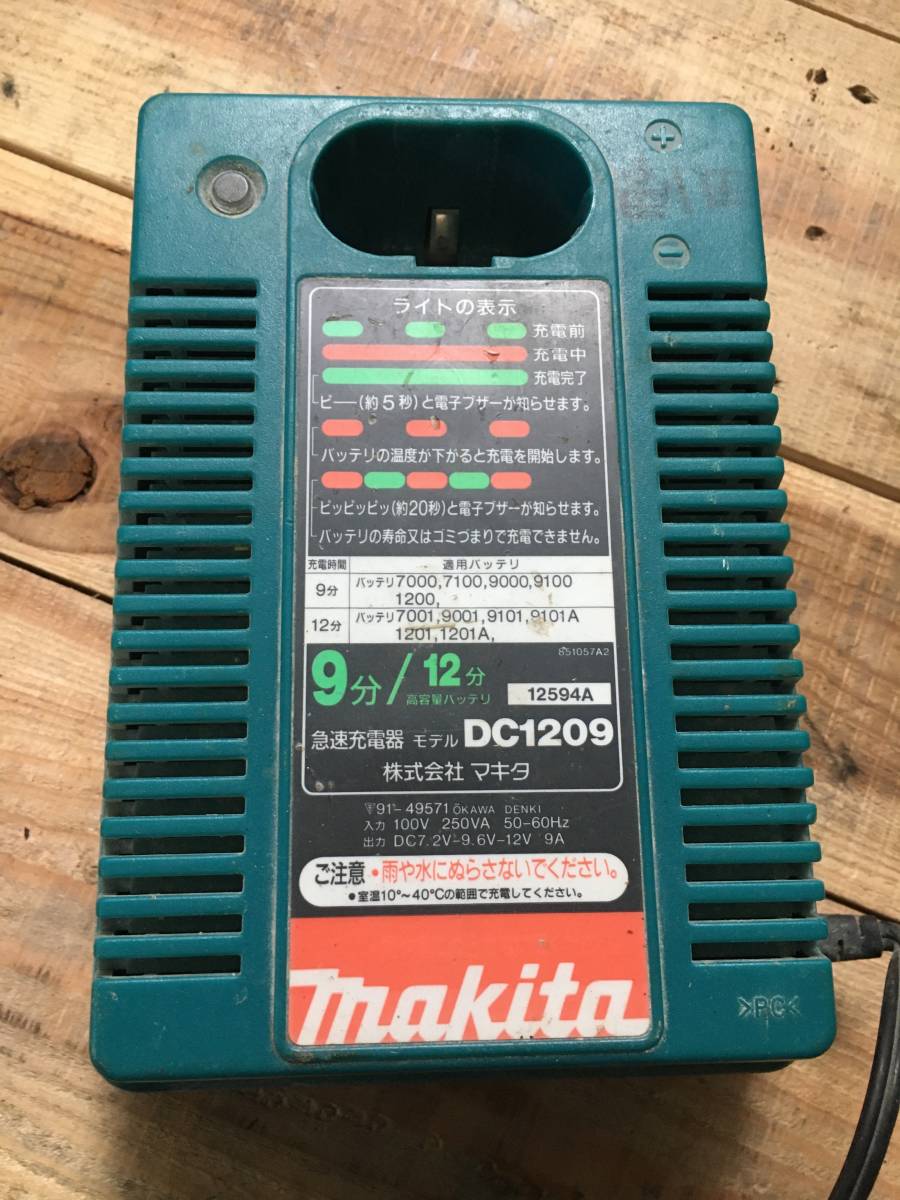 +
−
ライトの表示
充電前
充電中
充電完了
ピー―(約5秒)と電子ブザーが知らせます。
バッテリの温度が下がると充電を開始します。
ピッピッピッ(約20秒)と電子ブザーが知らせます。
バッテリの寿命又はゴミづまりで充電できません。
充電時間 適用バッテリ
9分 バッテリ7000,7100,9000,9100
1200,
12分 バッテリ7001,9001,9101,9101A
1201,1201A,
851057A2
9分/12分
高容量バッテリ 12594A
急速充電器 モデル DC1209
株式会社 マキタ
〒91-49571 ŌKAWA DENKI
入力 100V 250VA 50-60Hz
出力 DC7.2V-9.6V-12V 9A
ご注意 •雨や水にぬらさないでください。
•室温10°~40℃の範囲で充電してください。
makita
>PC<